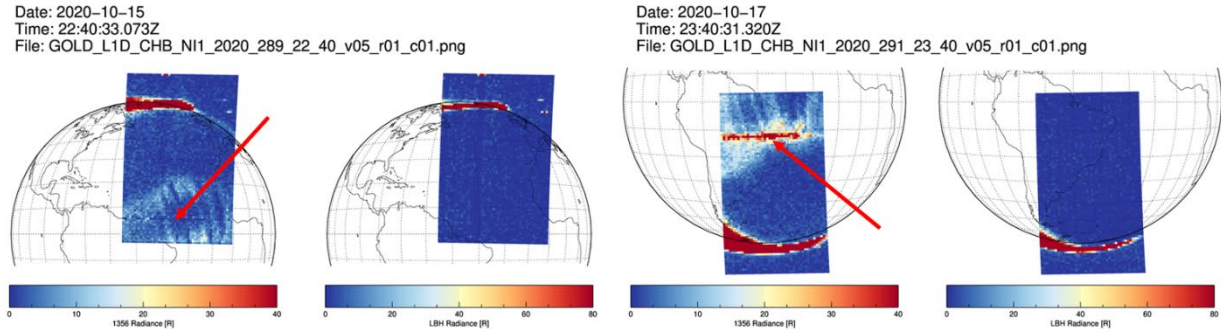 Date: 2020-10-15
Time: 22:40:33.073Z
File: GOLD_L1D_CHB_NI1_2020_289_22_40_v05_r01_c01.png
0 10 20 30 40
1356 Radiance [R]
0 20 40 60 80
LBH Radiance [R]
Date: 2020-10-17
Time: 23:40:31.320Z
File: GOLD_L1D_CHB_NI1_2020_291_23_40_v05_r01_c01.png
0 10 20 30 40
1356 Radiance [R]
0 20 40 60 80
LBH Radiance [R]